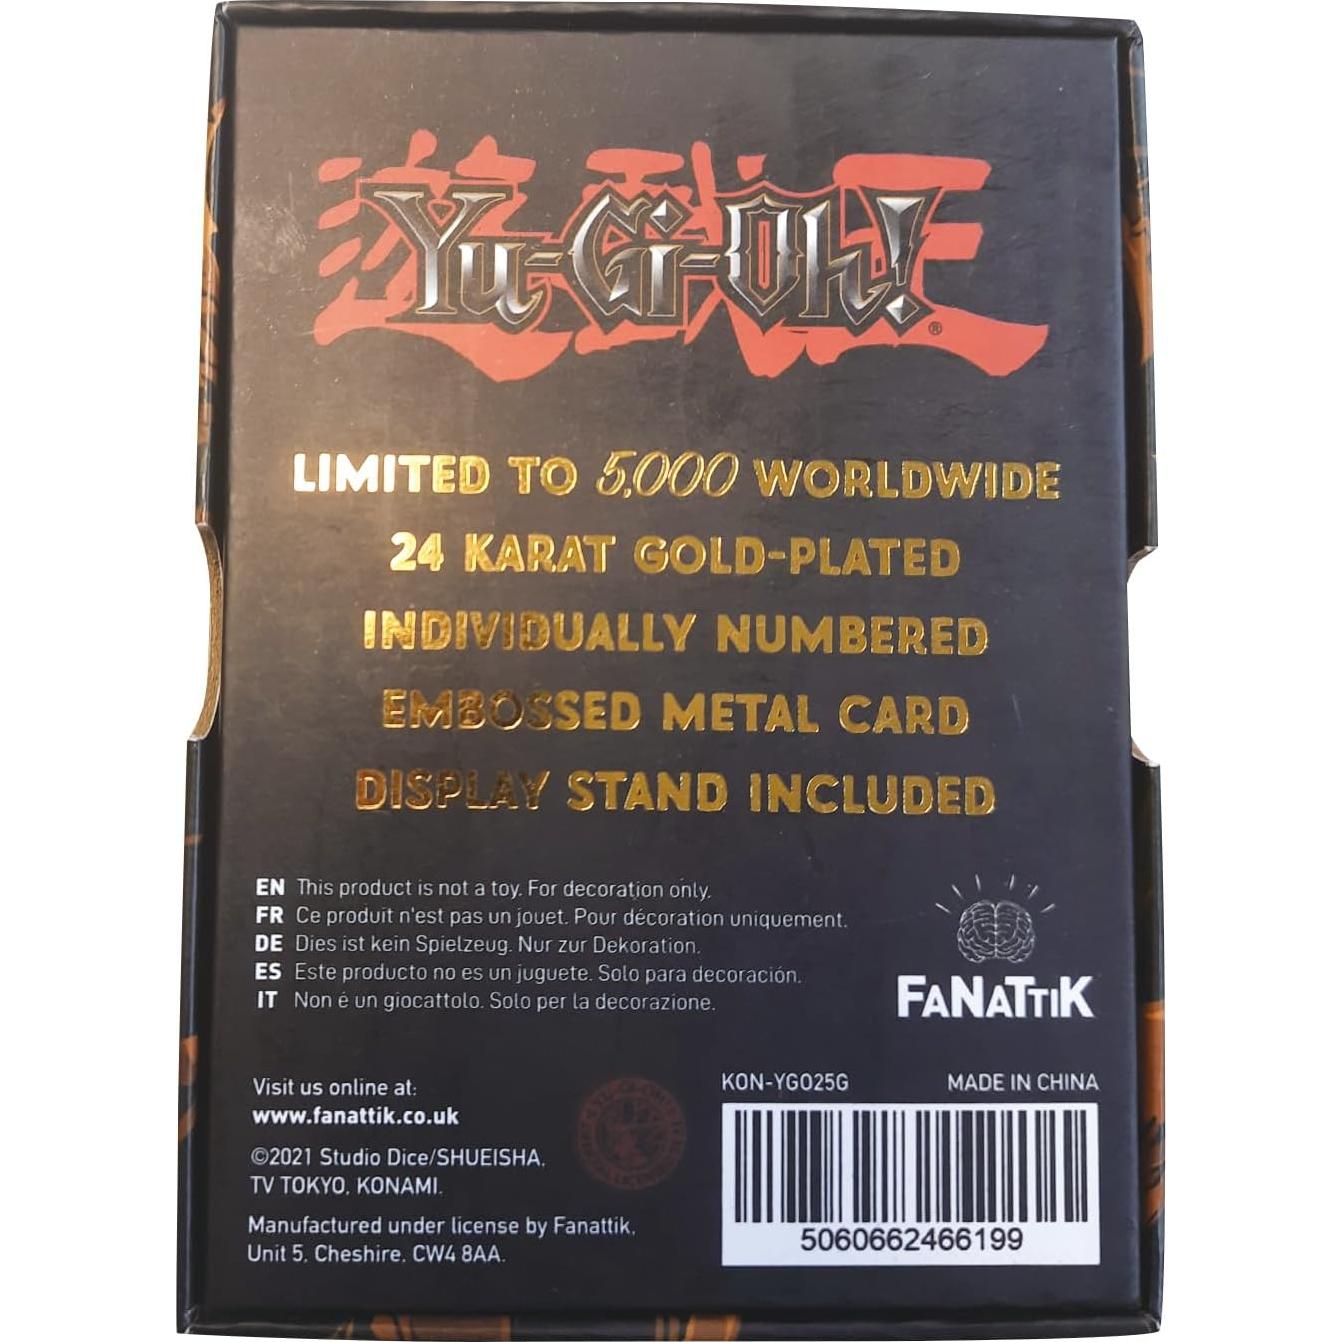 遊戯王
Yu-Gi-Oh!®
LIMITED TO 5,000 WORLDWIDE
24 KARAT GOLD-PLATED
INDIVIDUALLY NUMBERED
EMBOSSED METAL CARD
DISPLAY STAND INCLUDED
EN This product is not a toy. For decoration only.
FR Ce produit n'est pas un jouet. Pour décoration uniquement.
DE Dies ist kein Spielzeug. Nur zur Dekoration.
ES Este producto no es un juguete. Solo para decoración.
IT Non é un giocattolo. Solo per la decorazione.
FANATTIK
Visit us online at:
www.fanattik.co.uk
©2021 Studio Dice/SHUEISHA,
TV TOKYO, KONAMI.
Manufactured under license by Fanattik,
Unit 5, Cheshire, CW4 8AA.
KON-YGO25G MADE IN CHINA
5060662466199